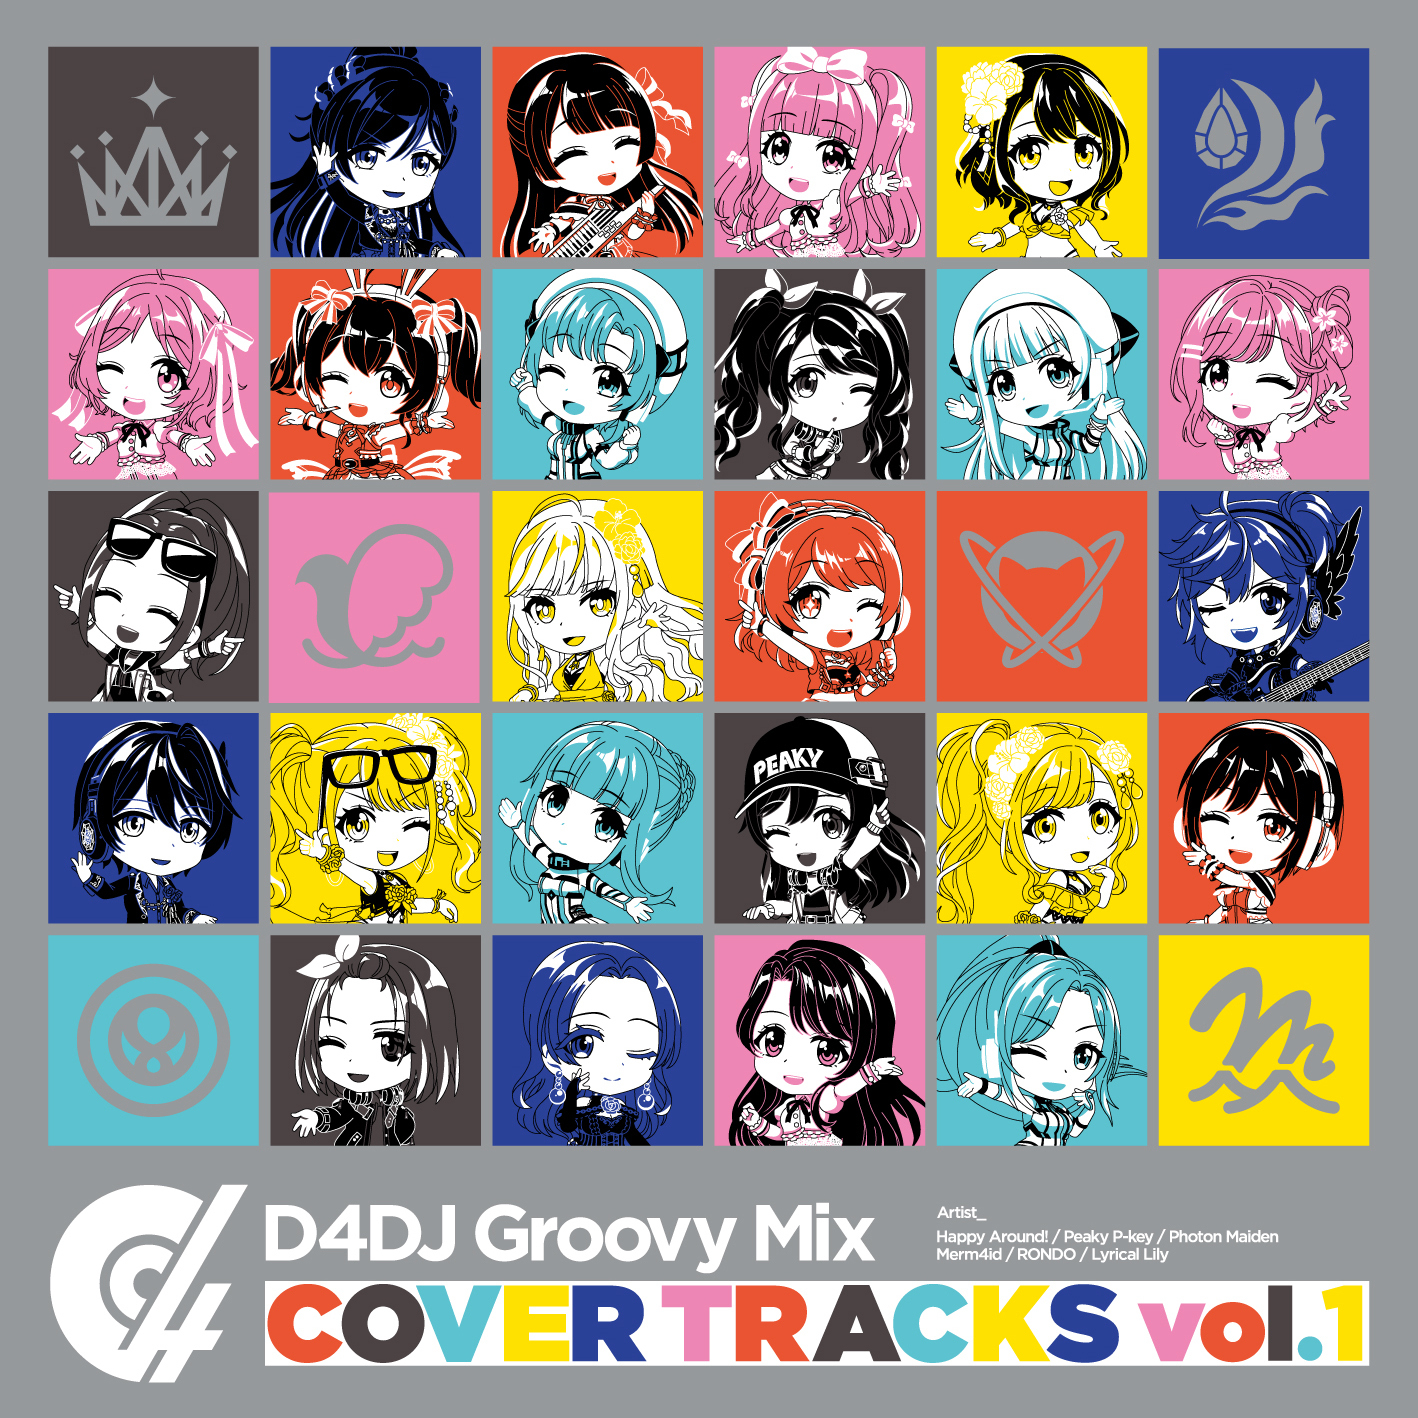 PEAKY
D4DJ Groovy Mix
Artist_
Happy Around! / Peaky P-key / Photon Maiden
Merm4id / RONDO / Lyrical Lily
COVER TRACKS vol.1